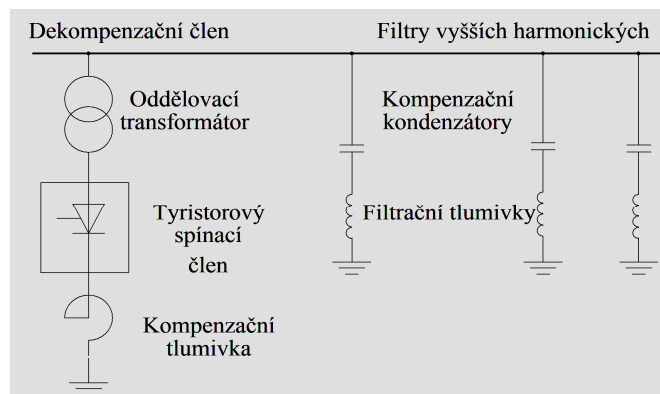 Dekompenzační člen
Filtry vyšších harmonických
Oddělovací
transformátor
Kompenzační
kondenzátory
Tyristorový
spínací
člen
Filtrační tlumivky
Kompenzační
tlumivka